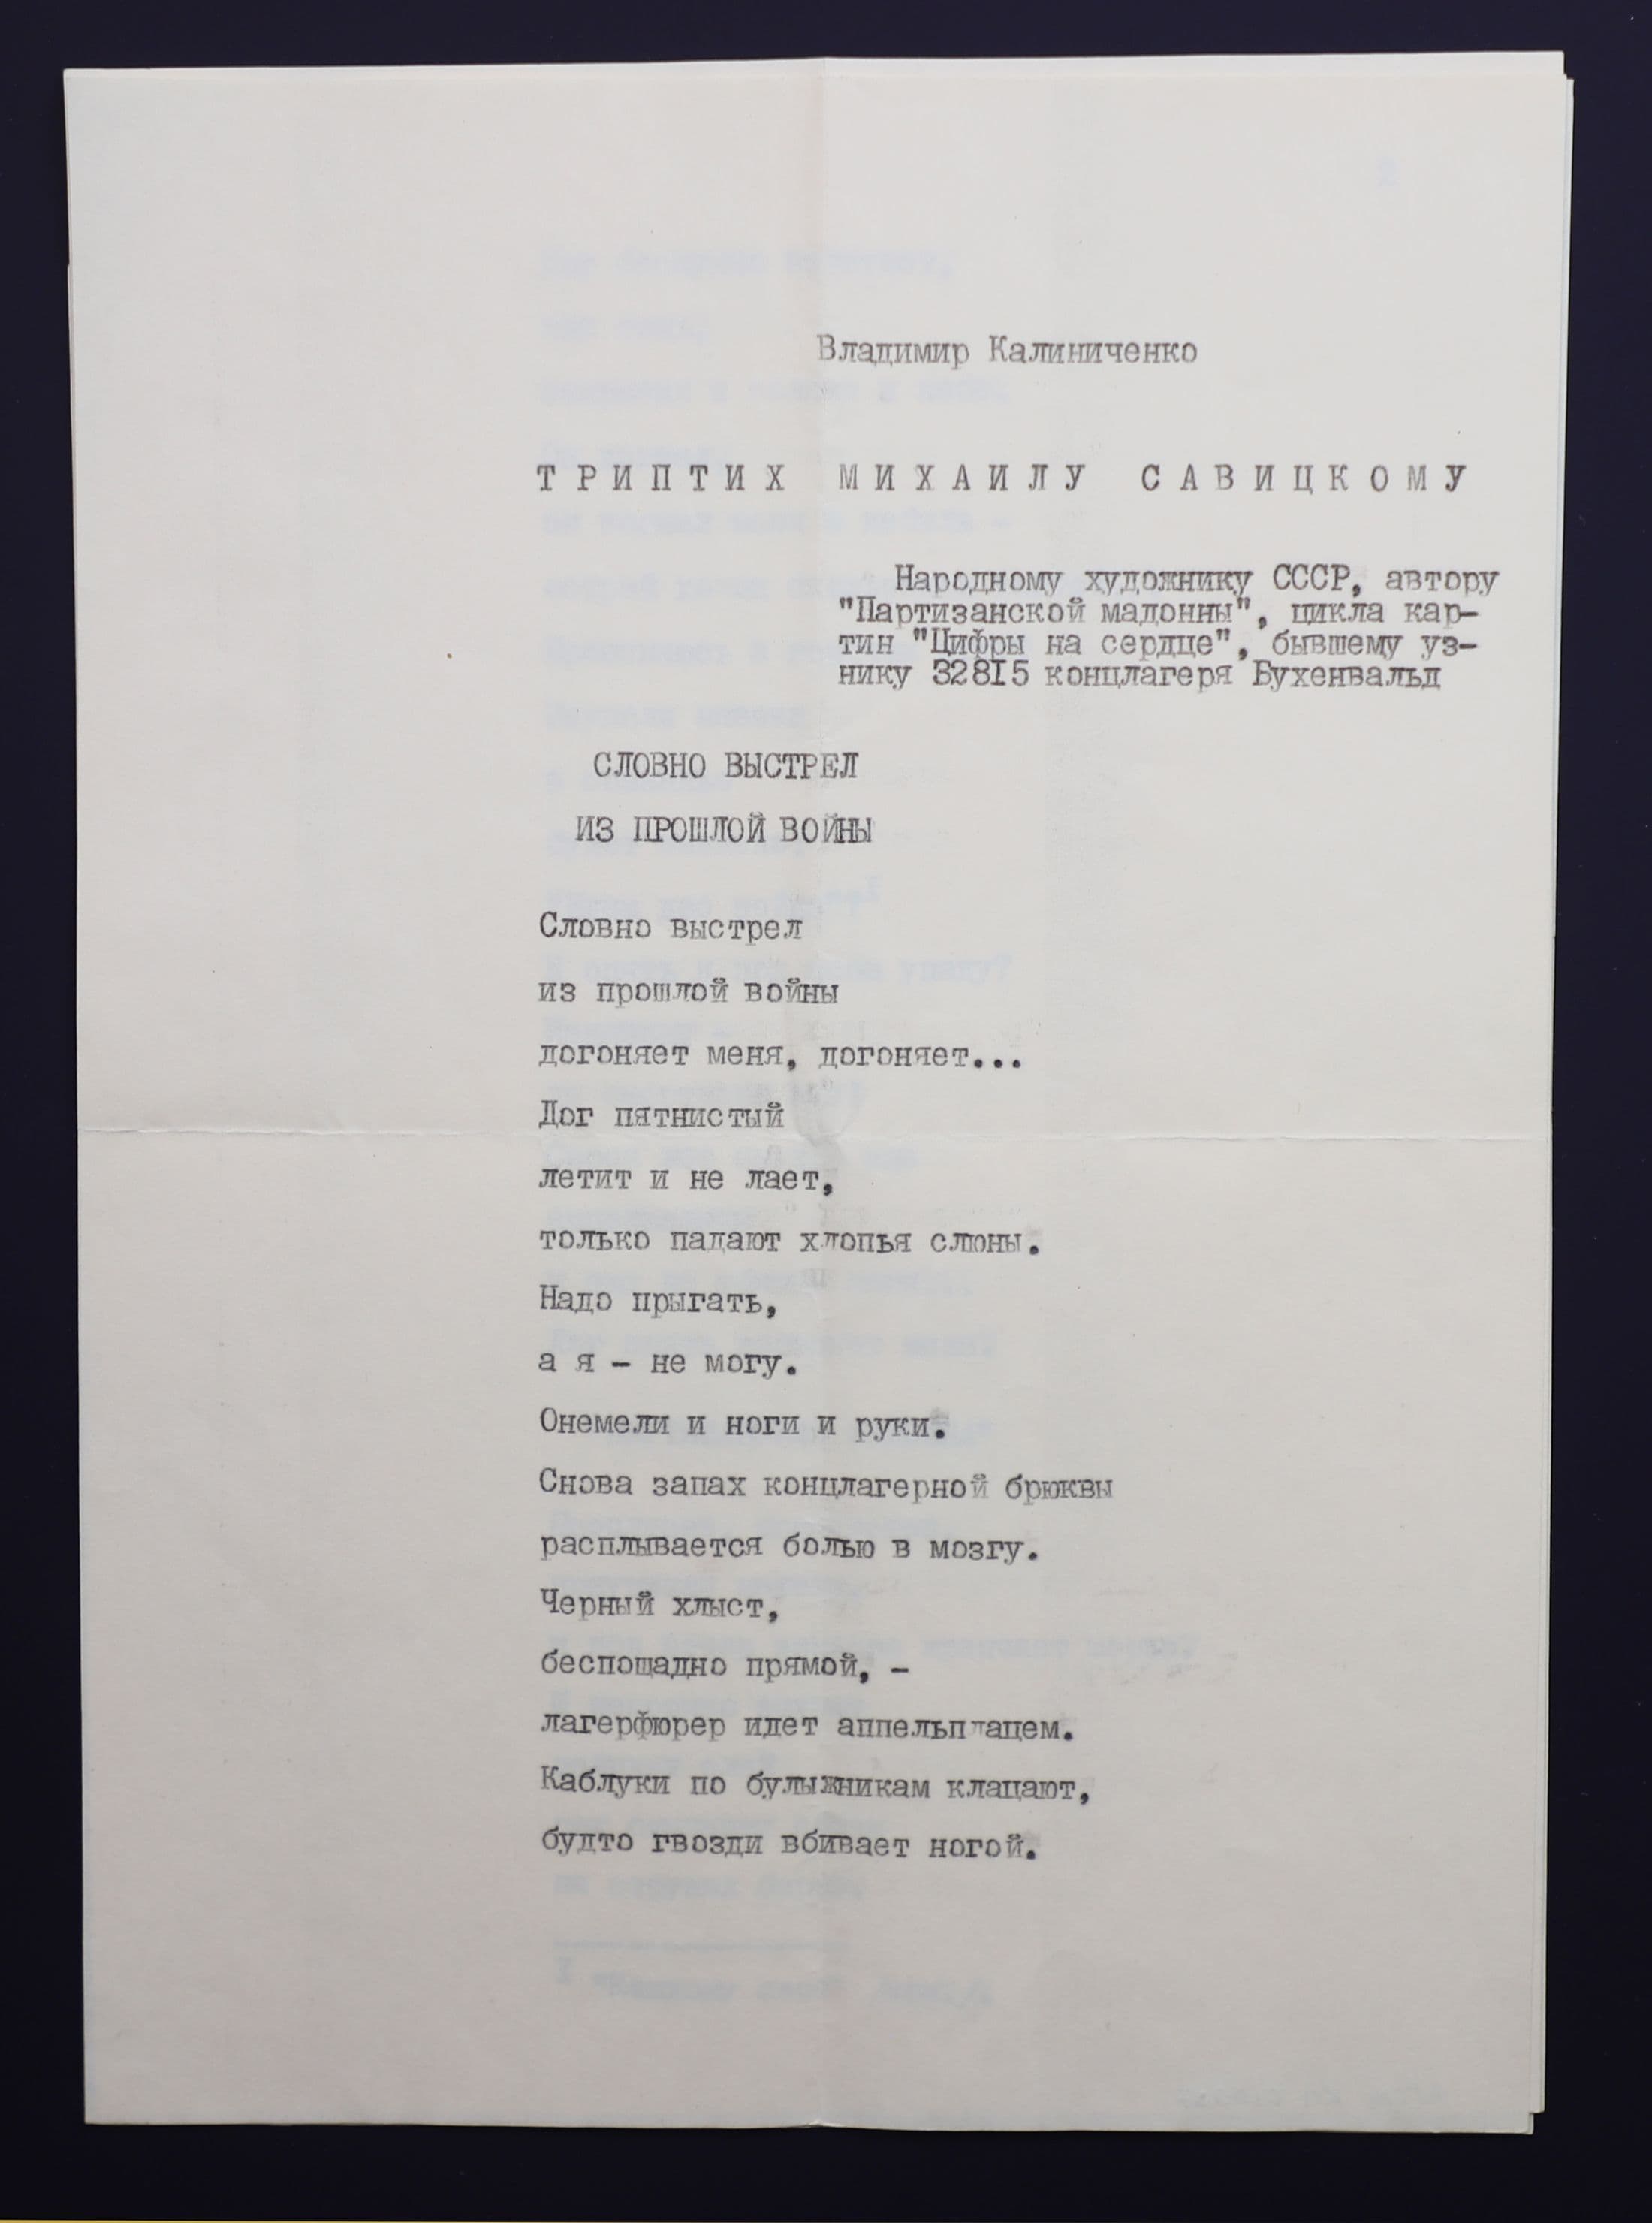 Владимир Калиниченко
ТРИПТИХ МИХАИЛУ САВИЦКОМУ
Народному художнику СССР, автору
"Партизанской мадонны", цикла кар-
тин "Цифры на сердце", бывшему уз-
нику 32815 концлагеря Бухенвальд
СЛОВНО ВЫСТРЕЛ
ИЗ ПРОШЛОЙ ВОЙНЫ
Словно выстрел
из прошлой войны
догоняет меня, догоняет...
Дог пятнистый
летит и не лает,
только падают хлопья слюны.
Надо прыгать,
а я - не могу.
Онемели и ноги и руки.
Снова запах концлагерной брюквы
расплывается болью в мозгу.
Черный хлыст,
беспощадно прямой, -
лагерфюрер идет аппельплацем.
Каблуки по булыжникам клацают,
будто гвозди вбивает ногой.